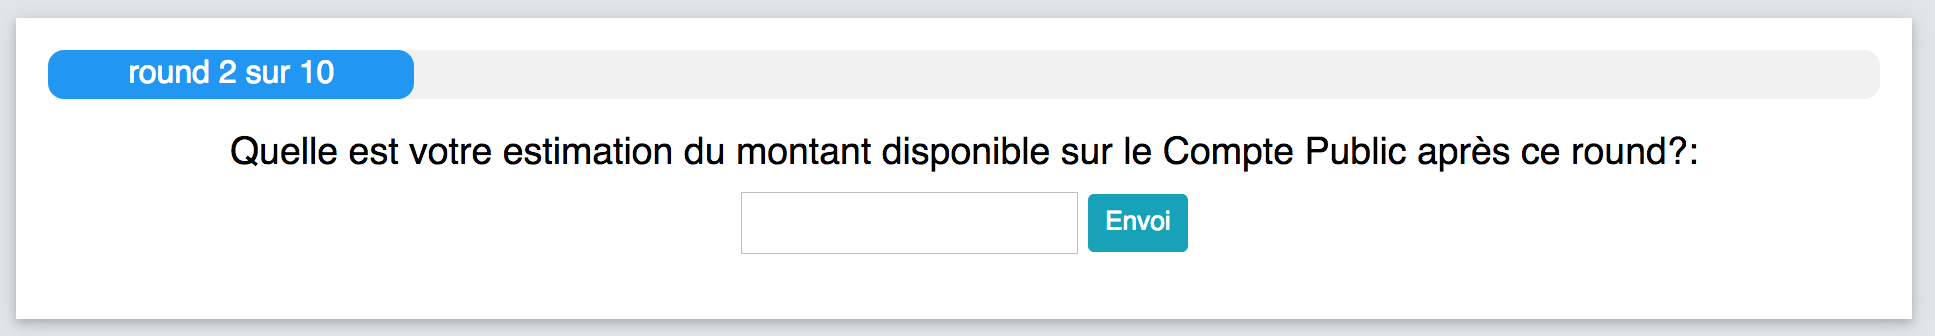 round 2 sur 10
Quelle est votre estimation du montant disponible sur le Compte Public après ce round?:
Envoi